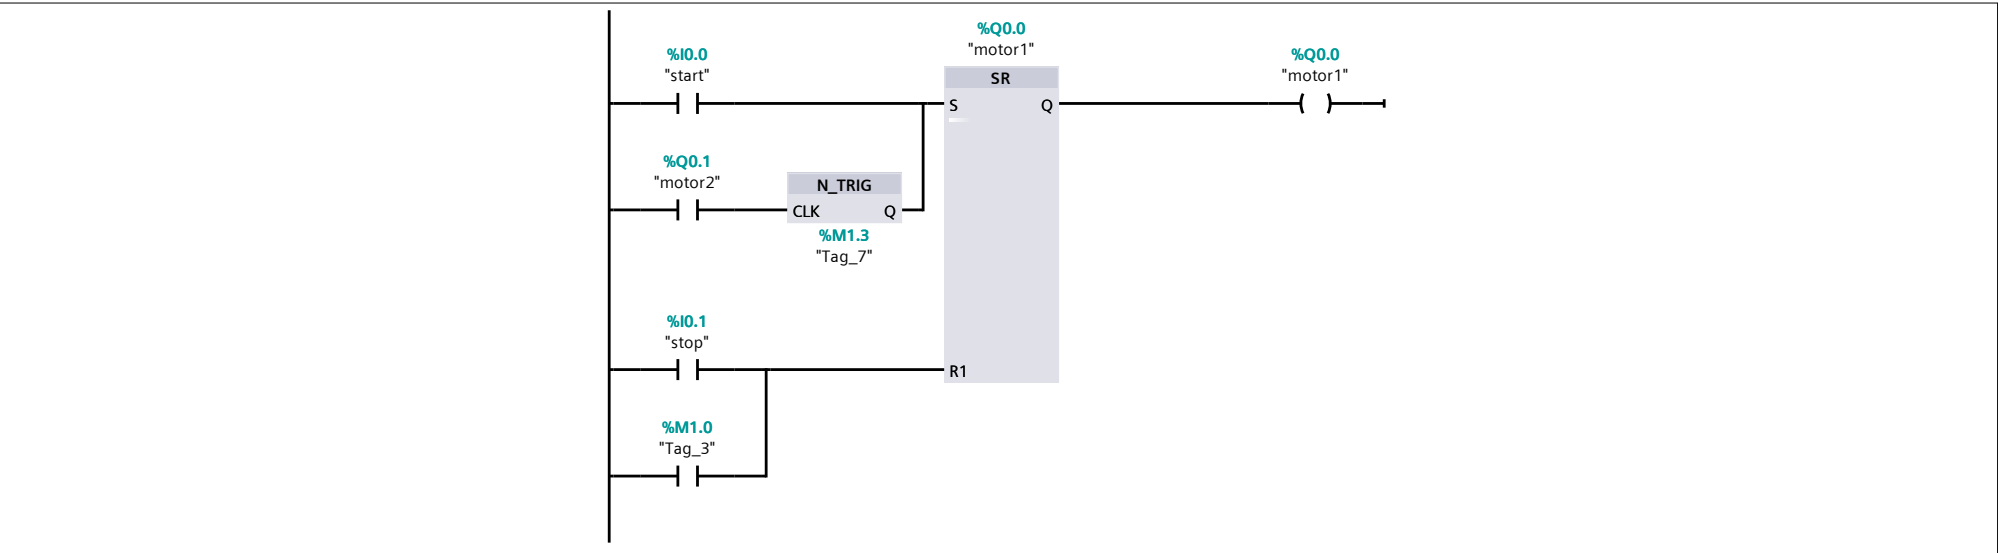 %Q0.0
"motor1"
%I0.0
"start"
%Q0.0
"motor1"
SR
S
Q
%Q0.1
"motor2"
N_TRIG
CLK
Q
%M1.3
"Tag_7"
%I0.1
"stop"
R1
%M1.0
"Tag_3"